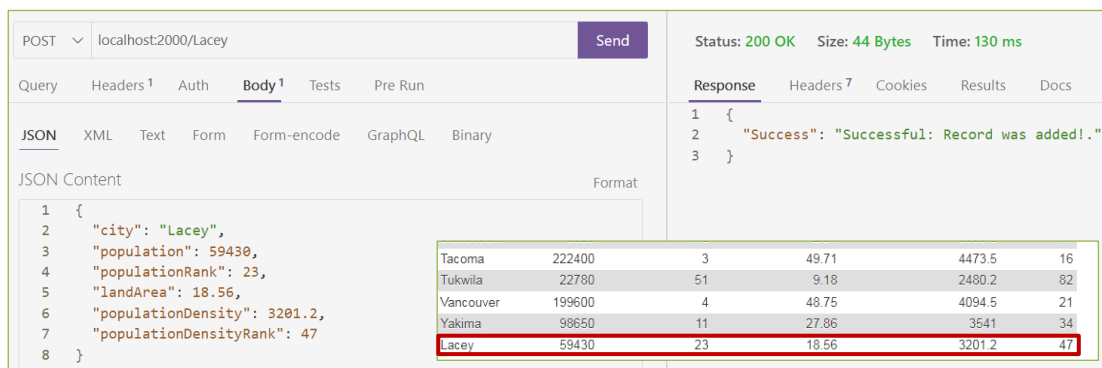 POST localhost:2000/Lacey Send
Status: 200 OK Size: 44 Bytes Time: 130 ms
Query Headers 1 Auth Body 1 Tests Pre Run
Response Headers 7 Cookies Results Docs
JSON XML Text Form Form-encode GraphQL Binary
1 {
2 "Success": "Successful: Record was added!."
3 }
JSON Content Format
1 {
2 "city": "Lacey",
3 "population": 59430,
4 "populationRank": 23,
5 "landArea": 18.56,
6 "populationDensity": 3201.2,
7 "populationDensityRank": 47
8 }
Tacoma 222400 3 49.71 4473.5 16
Tukwila 22780 51 9.18 2480.2 82
Vancouver 199600 4 48.75 4094.5 21
Yakima 98650 11 27.86 3541 34
Lacey 59430 23 18.56 3201.2 47